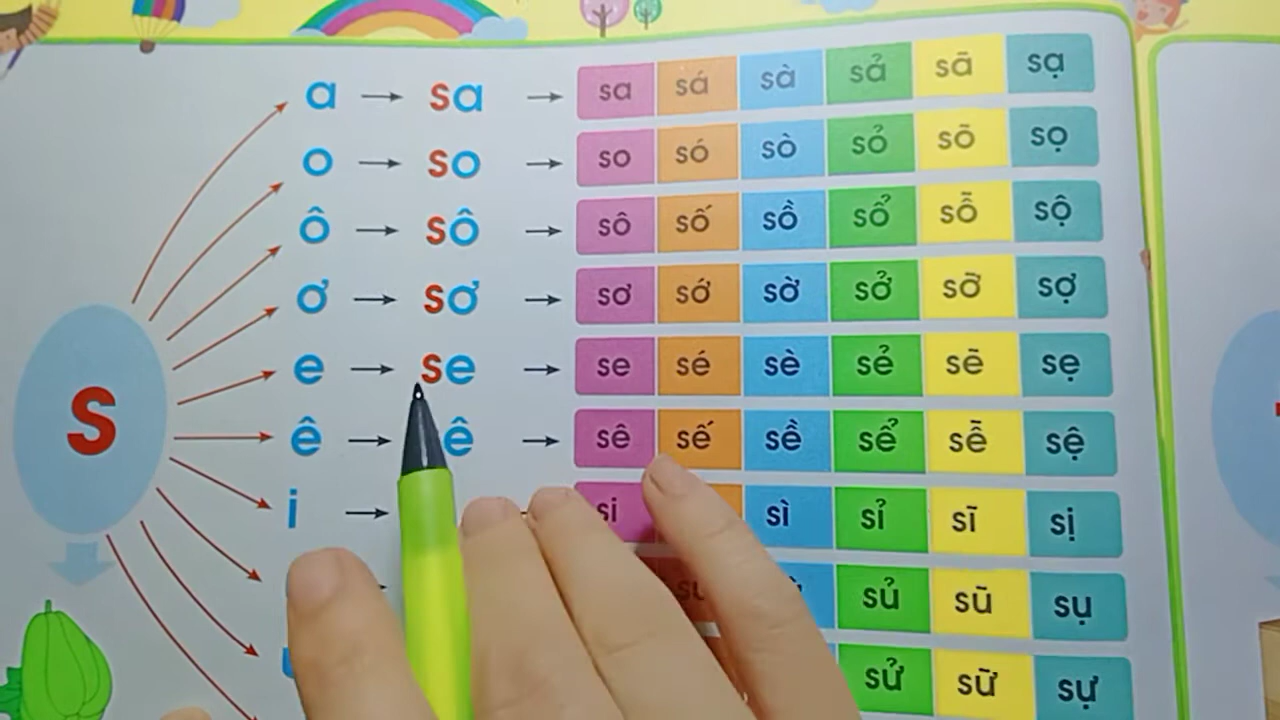 a → sa → sa sá sà sả sã sạ
o → so → so só sò sỏ sõ sọ
ô → sô → sô số sồ sổ sỗ sộ
ơ → sơ → sơ sớ sờ sở sỡ sợ
s e → se → se sé sè sẻ sẽ sẹ
ê → ê → sê sế sề sể sễ sệ
i → si sì sỉ sĩ sị
sủ sũ sụ
sử sữ sự